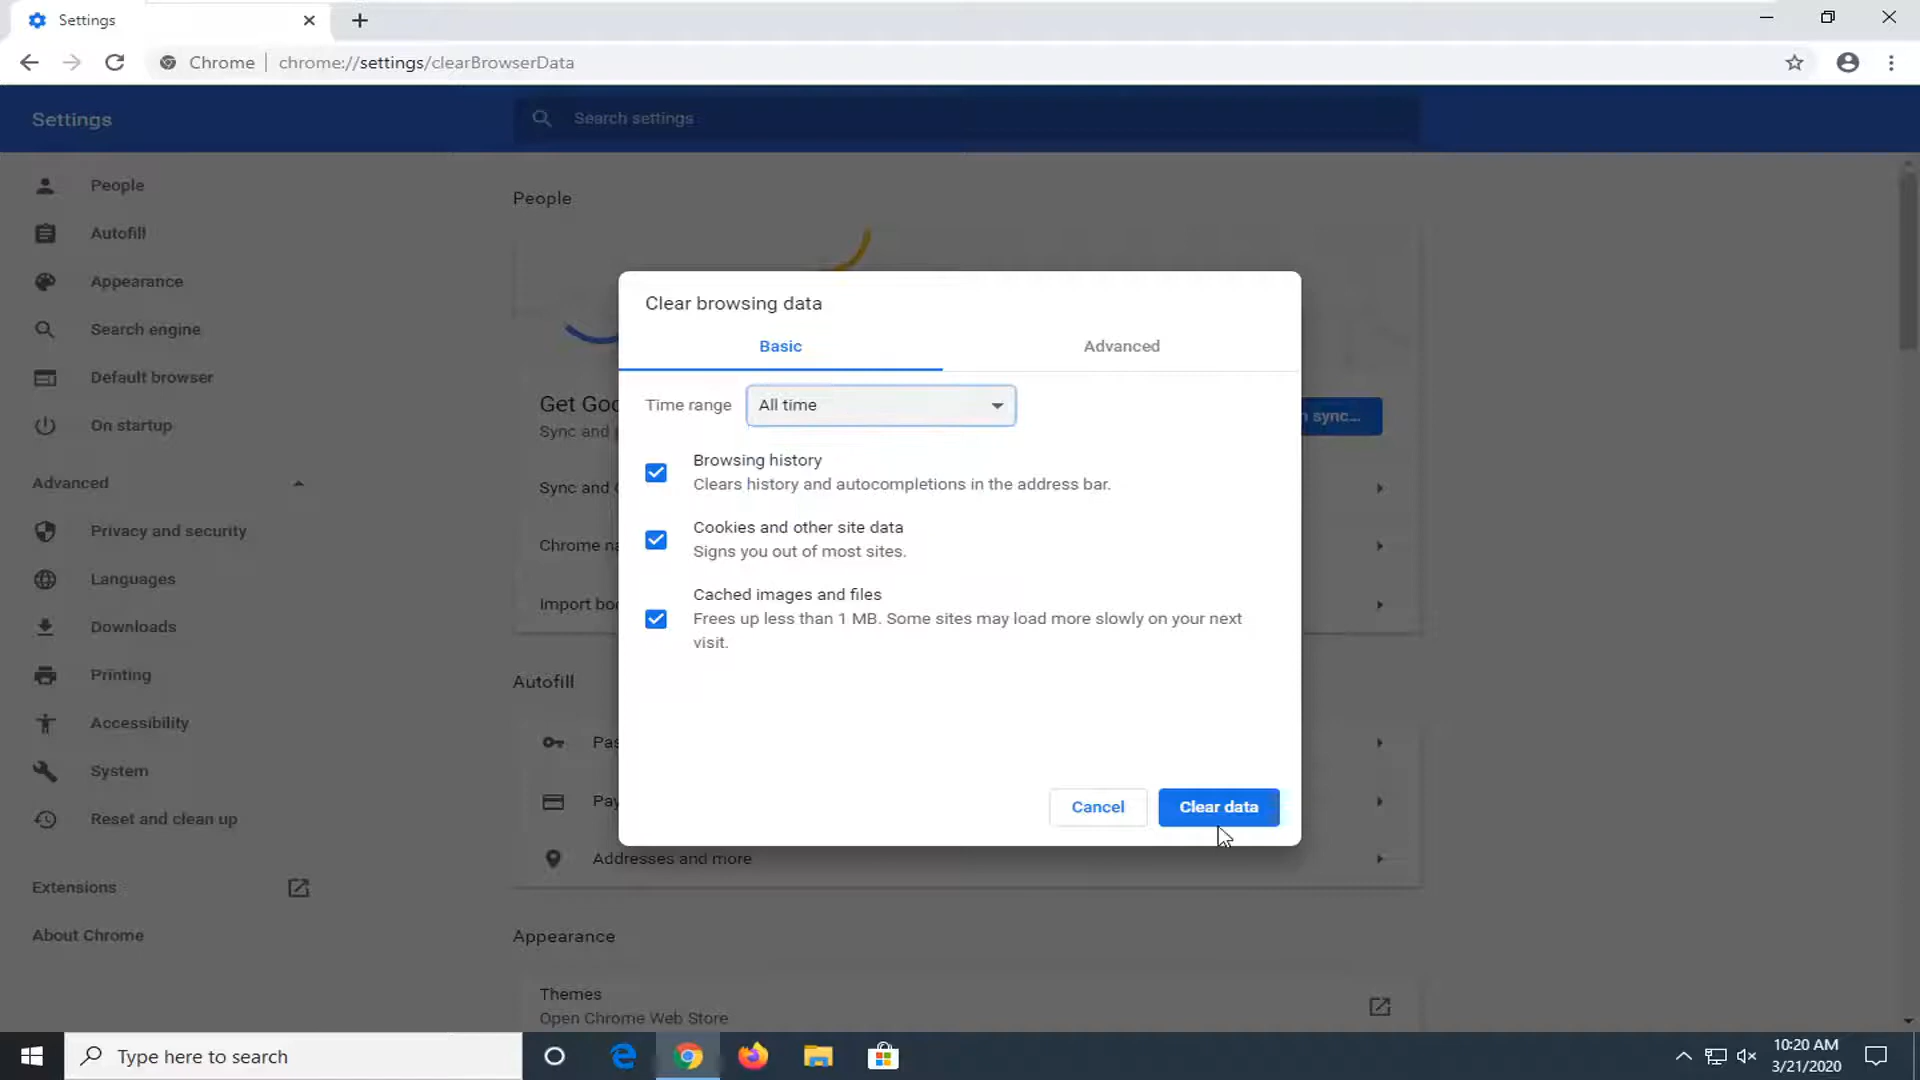 Settings
Chrome
chrome://settings/clearBrowserData
Settings
Search settings
People
Autofill
Appearance
Search engine
Default browser
On startup
Advanced
Privacy and security
Languages
Downloads
Printing
Accessibility
System
Reset and clean up
Extensions
About Chrome
People
Get Goo
Sync and
sync...
Sync and
Chrome na
Import boo
Autofill
Pas
Pay
Addresses and more
Appearance
Themes
Open Chrome Web Store
Clear browsing data
Basic
Advanced
Time range
All time
Browsing history
Clears history and autocompletions in the address bar.
Cookies and other site data
Signs you out of most sites.
Cached images and files
Frees up less than 1 MB. Some sites may load more slowly on your next
visit.
Cancel
Clear data
Type here to search
10:20 AM
3/21/2020